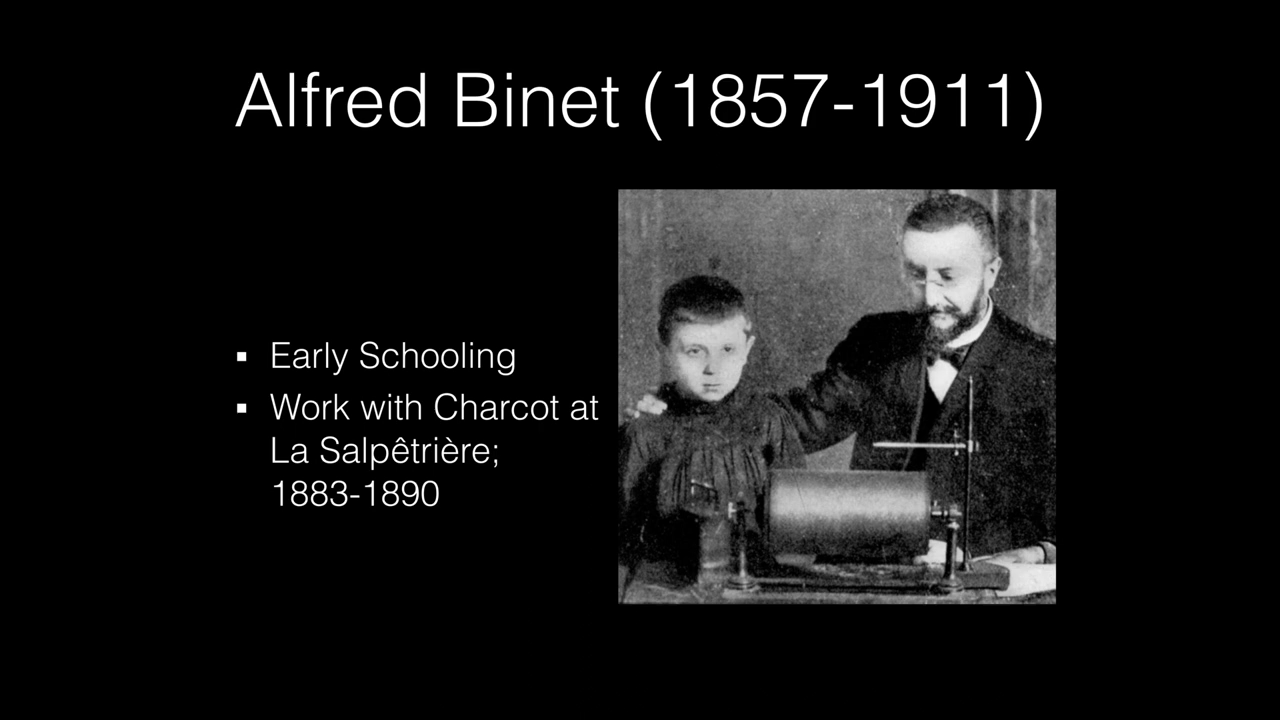 Alfred Binet (1857-1911)
▪ Early Schooling
▪ Work with Charcot at
La Salpêtrière;
1883-1890